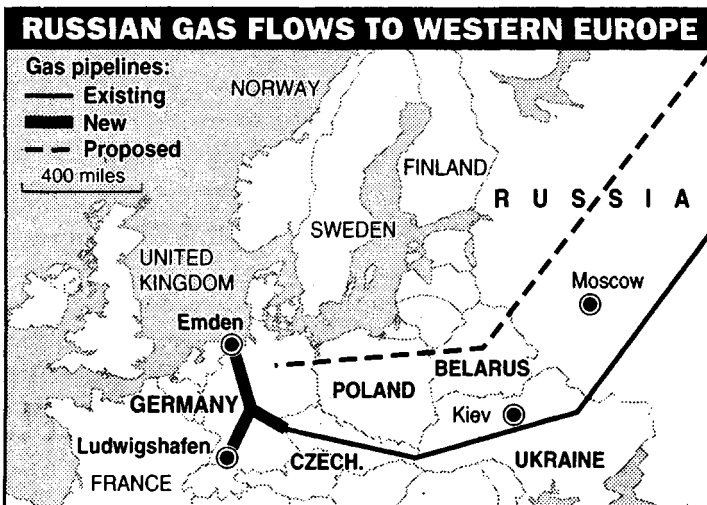 RUSSIAN GAS FLOWS TO WESTERN EUROPE
Gas pipelines:
Existing
New
Proposed
400 miles
NORWAY
FINLAND
RUSSIA
SWEDEN
UNITED
KINGDOM
Moscow
Emden
BELARUS
POLAND
GERMANY
Kiev
Ludwigshafen
CZECH.
UKRAINE
FRANCE